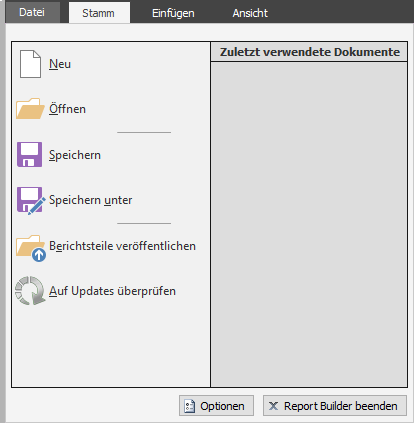 Datei Stamm Einfügen Ansicht
Neu
Öffnen
Speichern
Speichern unter
Berichtsteile veröffentlichen
Auf Updates überprüfen
Zuletzt verwendete Dokumente
Optionen Report Builder beenden